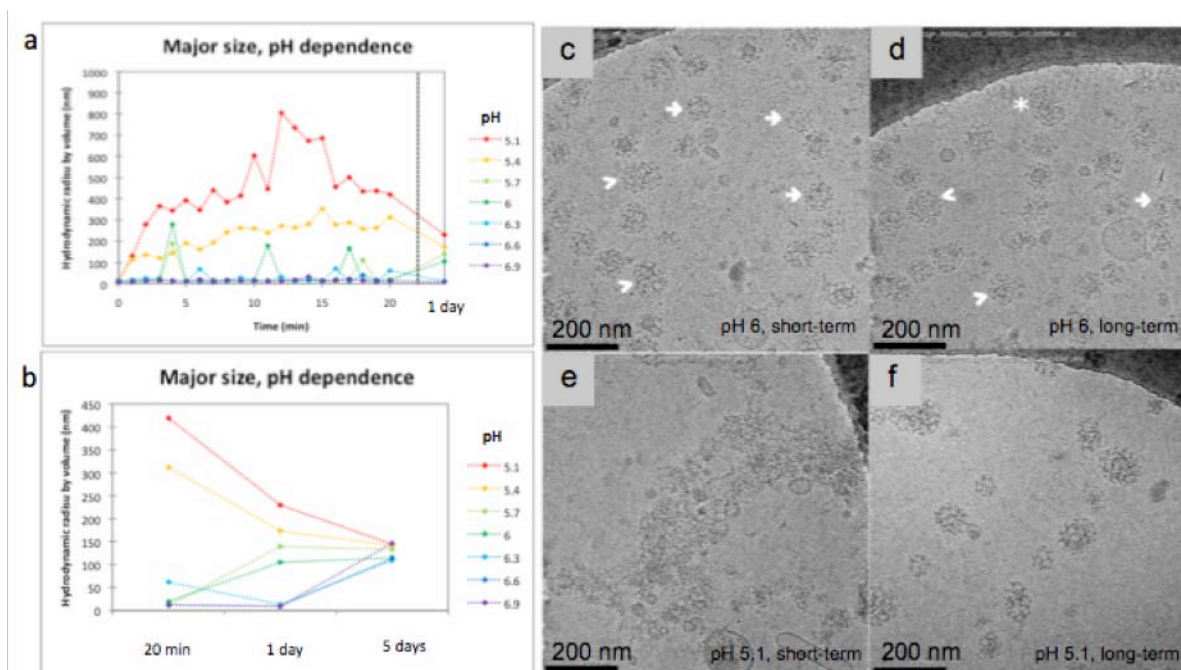 a
Major size, pH dependence
Hydrodynamic radisu by volume (nm)
1000
900
800
700
600
500
400
300
200
100
0
0
5
10
15
20
1 day
Time (min)
pH
5.1
5.4
5.7
6
6.3
6.6
6.9
b
Major size, pH dependence
Hydrodynamic radisu by volume (nm)
450
400
350
300
250
200
150
100
50
0
20 min
1 day
5 days
pH
5.1
5.4
5.7
6
6.3
6.6
6.9
c
200 nm
pH 6, short-term
d
200 nm
pH 6, long-term
e
200 nm
pH 5.1, short-term
f
200 nm
pH 5.1, long-term